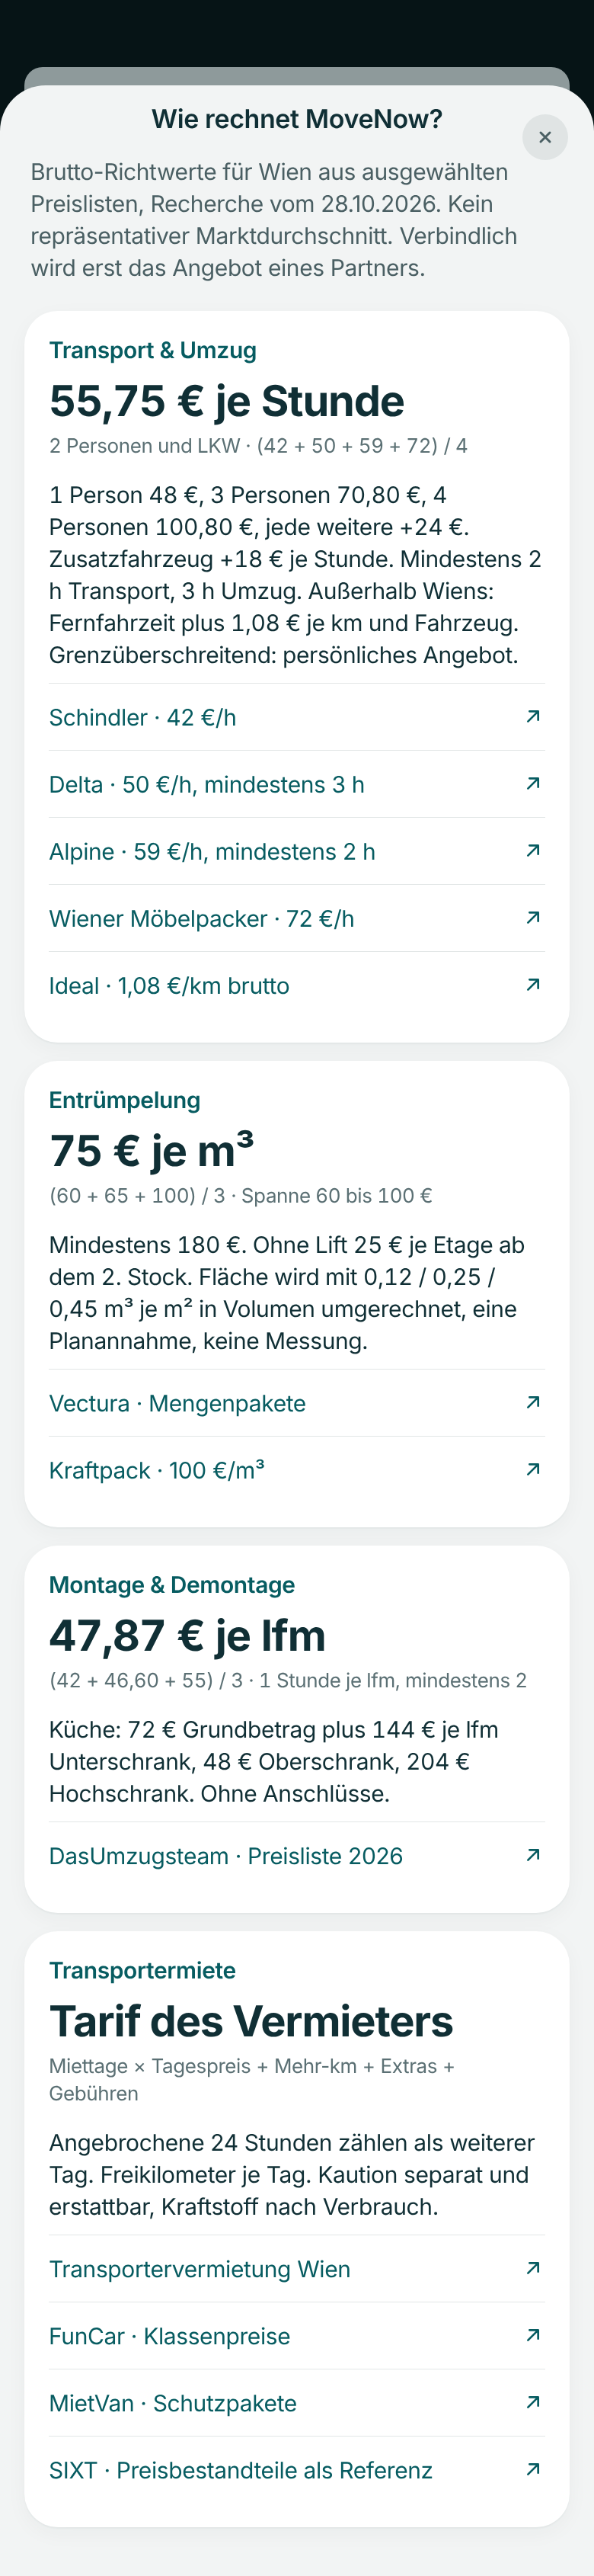 Wie rechnet MoveNow?
Brutto-Richtwerte für Wien aus ausgewählten
Preislisten, Recherche vom 28.10.2026. Kein
repräsentativer Marktdurchschnitt. Verbindlich
wird erst das Angebot eines Partners.
Transport & Umzug
55,75 € je Stunde
2 Personen und LKW · (42 + 50 + 59 + 72) / 4
1 Person 48 €, 3 Personen 70,80 €, 4
Personen 100,80 €, jede weitere +24 €.
Zusatzfahrzeug +18 € je Stunde. Mindestens 2
h Transport, 3 h Umzug. Außerhalb Wiens:
Fernfahrzeit plus 1,08 € je km und Fahrzeug.
Grenzüberschreitend: persönliches Angebot.
Schindler · 42 €/h
Delta · 50 €/h, mindestens 3 h
Alpine · 59 €/h, mindestens 2 h
Wiener Möbelpacker · 72 €/h
Ideal · 1,08 €/km brutto
Entrümpelung
75 € je m³
(60 + 65 + 100) / 3 · Spanne 60 bis 100 €
Mindestens 180 €. Ohne Lift 25 € je Etage ab
dem 2. Stock. Fläche wird mit 0,12 / 0,25 /
0,45 m³ je m² in Volumen umgerechnet, eine
Planannahme, keine Messung.
Vectura · Mengenpakete
Kraftpack · 100 €/m³
Montage & Demontage
47,87 € je lfm
(42 + 46,60 + 55) / 3 · 1 Stunde je lfm, mindestens 2
Küche: 72 € Grundbetrag plus 144 € je lfm
Unterschrank, 48 € Oberschrank, 204 €
Hochschrank. Ohne Anschlüsse.
DasUmzugsteam · Preisliste 2026
Transportermiete
Tarif des Vermieters
Miettage × Tagespreis + Mehr-km + Extras +
Gebühren
Angebrochene 24 Stunden zählen als weiterer
Tag. Freikilometer je Tag. Kaution separat und
erstattbar, Kraftstoff nach Verbrauch.
Transportervermietung Wien
FunCar · Klassenpreise
MietVan · Schutzpakete
SIXT · Preisbestandteile als Referenz